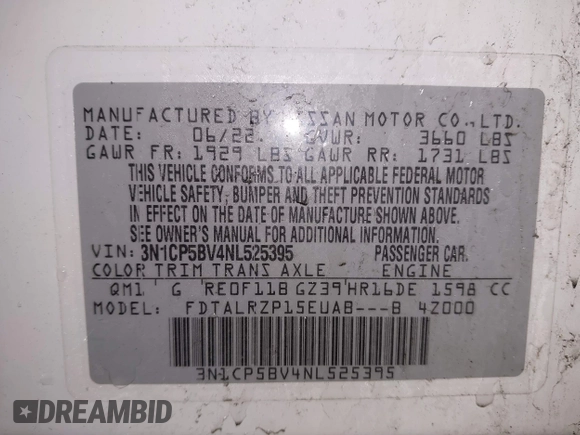 MANUFACTURED BY NISSAN MOTOR CO., LTD.
DATE: 06/22. GVWR: 3660 LBS
GAWR FR: 1929 LBS GAWR RR: 1731 LBS
THIS VEHICLE CONFORMS TO ALL APPLICABLE FEDERAL MOTOR
VEHICLE SAFETY, BUMPER AND THEFT PREVENTION STANDARDS
IN EFFECT ON THE DATE OF MANUFACTURE SHOWN ABOVE.
SEE OWNER'S MANUAL FOR ADDITIONAL INFORMATION.
VIN: 3N1CP5BV4NL525395 PASSENGER CAR.
COLOR TRIM TRANS AXLE ENGINE
QM1 G RE0F11B GZ39 HR16DE 1598 CC
MODEL: FDTALRZP15EUAB---B 4Z000
3N1CP5BV4NL525395
DREAMBID